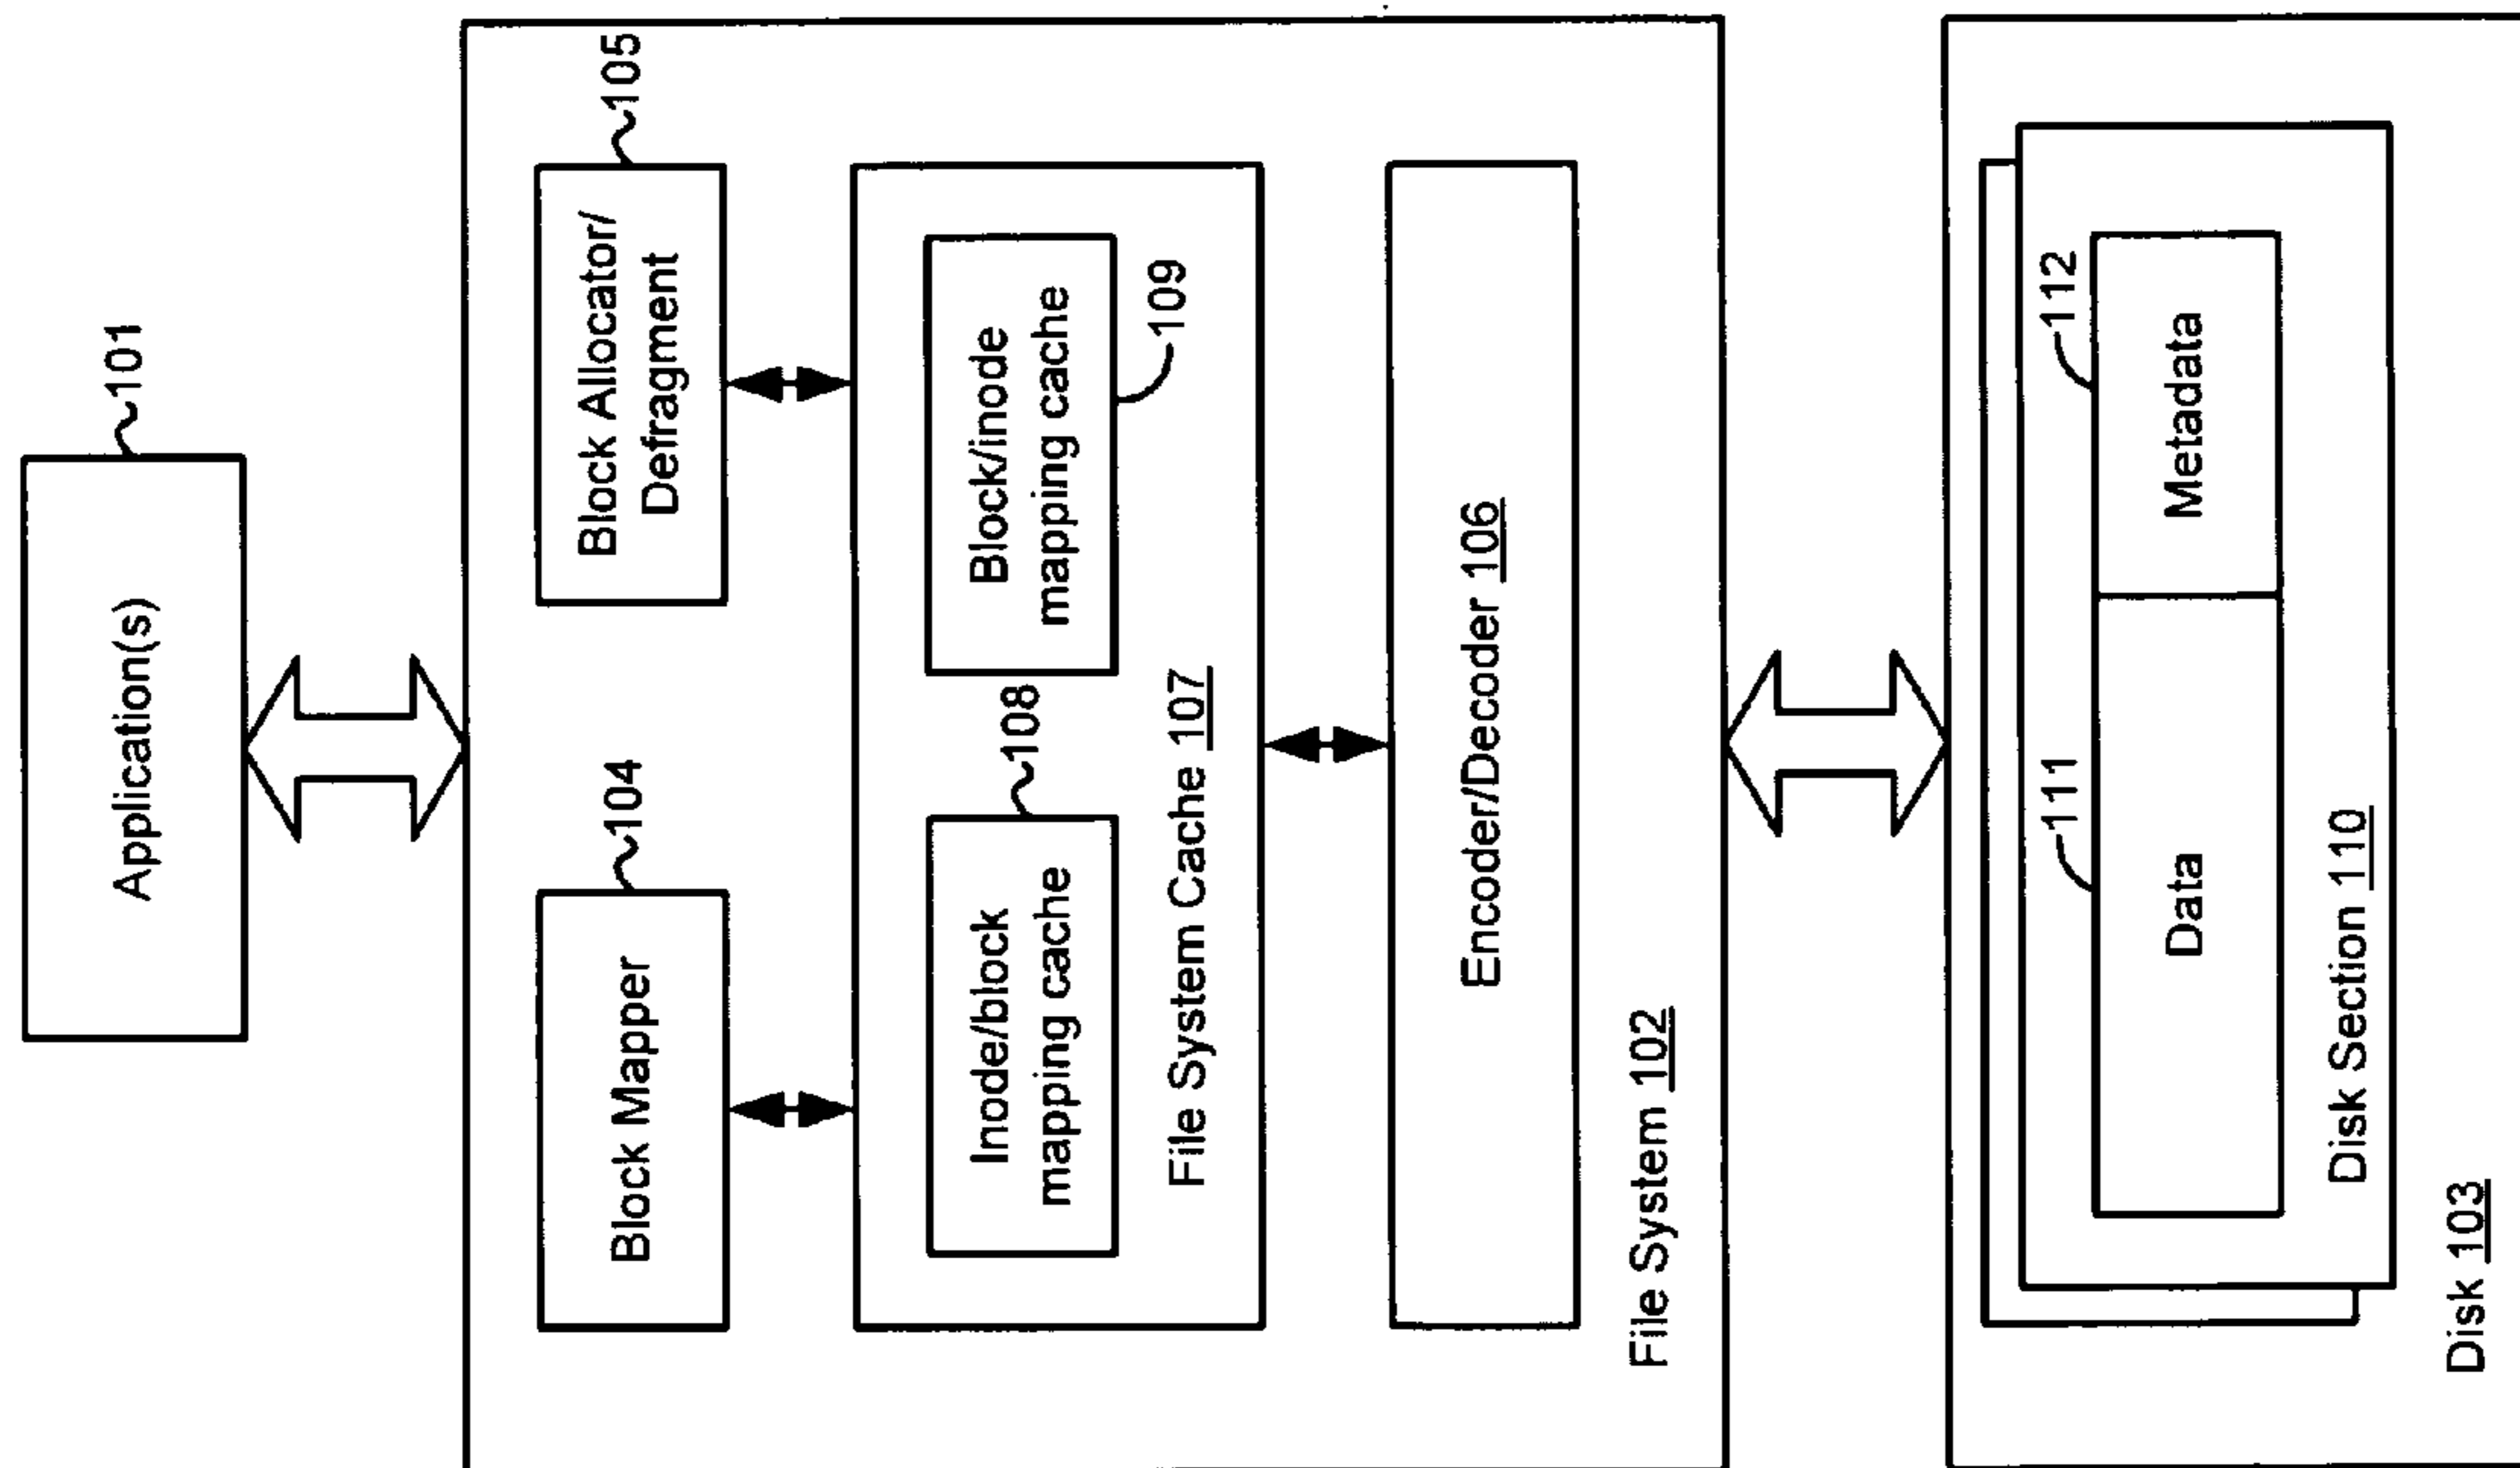 Application(s)
101
Block Mapper
104
Block Allocator/
Defragment
105
Inode/block
mapping cache
108
Block/inode
mapping cache
109
File System Cache 107
Encoder/Decoder 106
File System 102
111
112
Data
Metadata
Disk Section 110
Disk 103